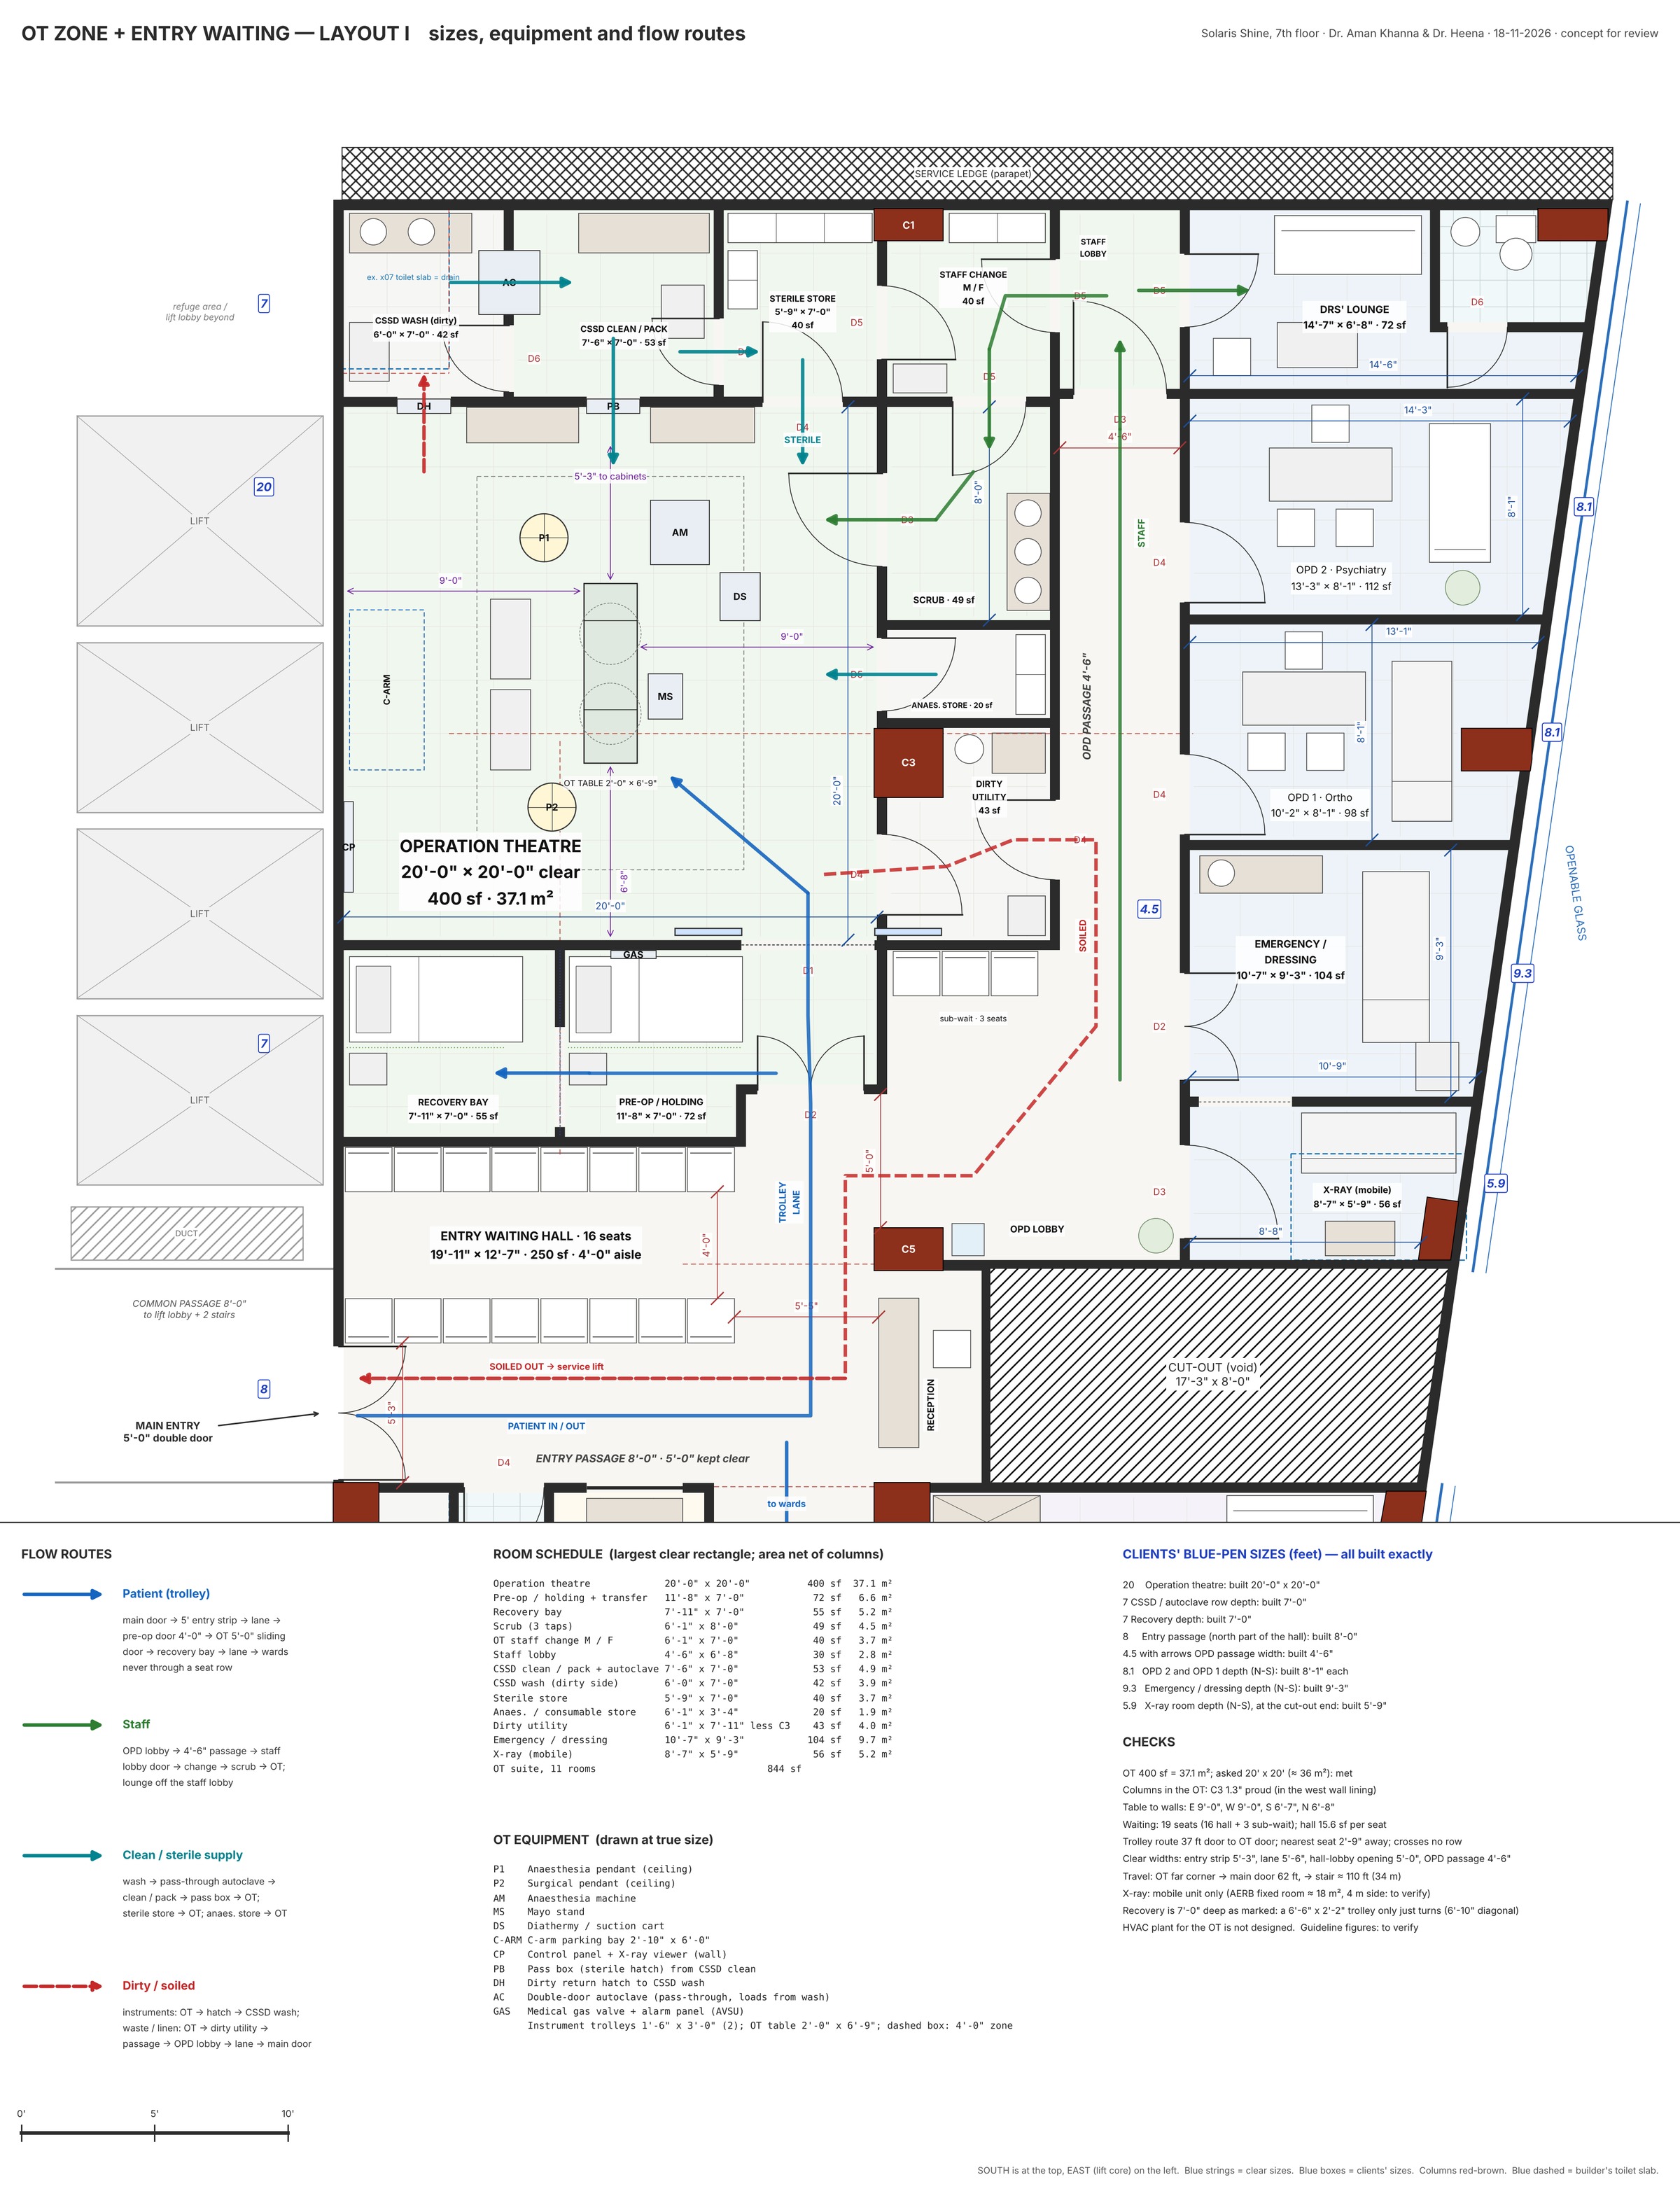 OT ZONE + ENTRY WAITING — LAYOUT I sizes, equipment and flow routes
Solaris Shine, 7th floor · Dr. Aman Khanna & Dr. Heena · 18-11-2026 · concept for review
SERVICE LEDGE (parapet)
C1
STAFF
LOBBY
ex. x07 toilet slab = drain
AC
STAFF CHANGE
M / F
40 sf
D5
D5
D6
refuge area /
lift lobby beyond
7
CSSD WASH (dirty)
6'-0" × 7'-0" · 42 sf
CSSD CLEAN / PACK
7'-6" × 7'-0" · 53 sf
STERILE STORE
5'-9" × 7'-0"
40 sf
D5
DRS' LOUNGE
14'-7" × 6'-8" · 72 sf
D6
D5
14'-6"
DH
PB
D4
STERILE
D3
4'-6"
14'-3"
5'-3" to cabinets
20
LIFT
8'-0"
8'-1"
8.1
P1
AM
D3
STAFF
D4
OPD 2 · Psychiatry
13'-3" × 8'-1" · 112 sf
9'-0"
DS
SCRUB · 49 sf
9'-0"
13'-1"
C-ARM
MS
D5
ANAES. STORE · 20 sf
OPD PASSAGE 4'-6"
8'-1"
8.1
LIFT
C3
OT TABLE 2'-0" × 6'-9"
DIRTY
UTILITY
43 sf
20'-0"
D4
OPD 1 · Ortho
10'-2" × 8'-1" · 98 sf
P2
CP
OPERATION THEATRE
20'-0" × 20'-0" clear
400 sf · 37.1 m²
D4
D4
6'-8"
20'-0"
4.5
OPENABLE GLASS
LIFT
SOILED
EMERGENCY /
DRESSING
10'-7" × 9'-3" · 104 sf
9'-3"
9.3
GAS
D1
sub-wait · 3 seats
D2
7
10'-9"
LIFT
RECOVERY BAY
7'-11" × 7'-0" · 55 sf
PRE-OP / HOLDING
11'-8" × 7'-0" · 72 sf
D2
5'-0"
TROLLEY
LANE
D3
X-RAY (mobile)
8'-7" × 5'-9" · 56 sf
5.9
DUCT
ENTRY WAITING HALL · 16 seats
19'-11" × 12'-7" · 250 sf · 4'-0" aisle
4'-0"
C5
OPD LOBBY
8'-8"
COMMON PASSAGE 8'-0"
to lift lobby + 2 stairs
SOILED OUT → service lift
CUT-OUT (void)
17'-3" x 8'-0"
8
5'-3"
MAIN ENTRY
5'-0" double door
PATIENT IN / OUT
RECEPTION
D4
ENTRY PASSAGE 8'-0" · 5'-0" kept clear
to wards
FLOW ROUTES
Patient (trolley)
main door → 5' entry strip → lane →
pre-op door 4'-0" → OT 5'-0" sliding
door → recovery bay → lane → wards
never through a seat row
Staff
OPD lobby → 4'-6" passage → staff
lobby door → change → scrub → OT;
lounge off the staff lobby
Clean / sterile supply
wash → pass-through autoclave →
clean / pack → pass box → OT;
sterile store → OT; anaes. store → OT
Dirty / soiled
instruments: OT → hatch → CSSD wash;
waste / linen: OT → dirty utility →
passage → OPD lobby → lane → main door
0' 5' 10'
ROOM SCHEDULE (largest clear rectangle; area net of columns)
Operation theatre 20'-0" x 20'-0" 400 sf 37.1 m²
Pre-op / holding + transfer 11'-8" x 7'-0" 72 sf 6.6 m²
Recovery bay 7'-11" x 7'-0" 55 sf 5.2 m²
Scrub (3 taps) 6'-1" x 8'-0" 49 sf 4.5 m²
OT staff change M / F 6'-1" x 7'-0" 40 sf 3.7 m²
Staff lobby 4'-6" x 6'-8" 30 sf 2.8 m²
CSSD clean / pack + autoclave 7'-6" x 7'-0" 53 sf 4.9 m²
CSSD wash (dirty side) 6'-0" x 7'-0" 42 sf 3.9 m²
Sterile store 5'-9" x 7'-0" 40 sf 3.7 m²
Anaes. / consumable store 6'-1" x 3'-4" 20 sf 1.9 m²
Dirty utility 6'-1" x 7'-11" less C3 43 sf 4.0 m²
Emergency / dressing 10'-7" x 9'-3" 104 sf 9.7 m²
X-ray (mobile) 8'-7" x 5'-9" 56 sf 5.2 m²
OT suite, 11 rooms 844 sf
OT EQUIPMENT (drawn at true size)
P1 Anaesthesia pendant (ceiling)
P2 Surgical pendant (ceiling)
AM Anaesthesia machine
MS Mayo stand
DS Diathermy / suction cart
C-ARM C-arm parking bay 2'-10" x 6'-0"
CP Control panel + X-ray viewer (wall)
PB Pass box (sterile hatch) from CSSD clean
DH Dirty return hatch to CSSD wash
AC Double-door autoclave (pass-through, loads from wash)
GAS Medical gas valve + alarm panel (AVSU)
Instrument trolleys 1'-6" x 3'-0" (2); OT table 2'-0" x 6'-9"; dashed box: 4'-0" zone
CLIENTS' BLUE-PEN SIZES (feet) — all built exactly
20 Operation theatre: built 20'-0" x 20'-0"
7 CSSD / autoclave row depth: built 7'-0"
7 Recovery depth: built 7'-0"
8 Entry passage (north part of the hall): built 8'-0"
4.5 with arrows OPD passage width: built 4'-6"
8.1 OPD 2 and OPD 1 depth (N-S): built 8'-1" each
9.3 Emergency / dressing depth (N-S): built 9'-3"
5.9 X-ray room depth (N-S), at the cut-out end: built 5'-9"
CHECKS
OT 400 sf = 37.1 m²; asked 20' x 20' (≈ 36 m²): met
Columns in the OT: C3 1.3" proud (in the west wall lining)
Table to walls: E 9'-0", W 9'-0", S 6'-7", N 6'-8"
Waiting: 19 seats (16 hall + 3 sub-wait); hall 15.6 sf per seat
Trolley route 37 ft door to OT door; nearest seat 2'-9" away; crosses no row
Clear widths: entry strip 5'-3", lane 5'-6", hall-lobby opening 5'-0", OPD passage 4'-6"
Travel: OT far corner → main door 62 ft, → stair ≈ 110 ft (34 m)
X-ray: mobile unit only (AERB fixed room ≈ 18 m², 4 m side: to verify)
Recovery is 7'-0" deep as marked: a 6'-6" x 2'-2" trolley only just turns (6'-10" diagonal)
HVAC plant for the OT is not designed. Guideline figures: to verify
SOUTH is at the top, EAST (lift core) on the left. Blue strings = clear sizes. Blue boxes = clients' sizes. Columns red-brown. Blue dashed = builder's toilet slab.